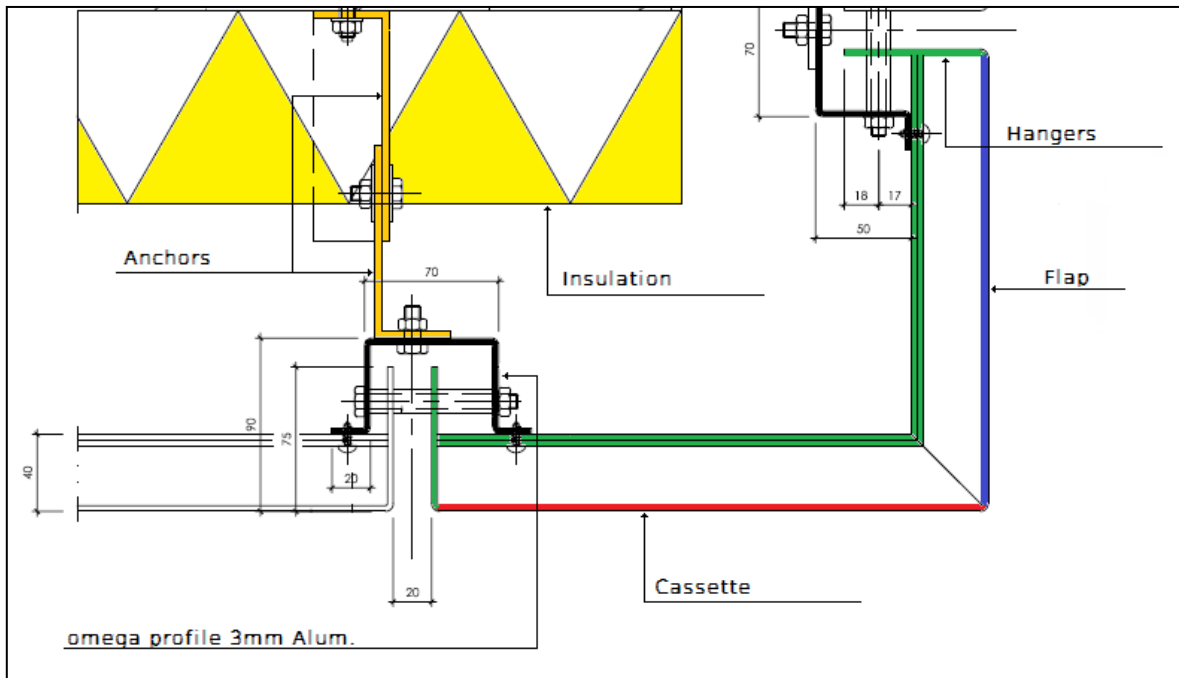 70
Hangers
18
17
50
Anchors
70
Insulation
Flap
90
75
40
20
20
Cassette
omega profile 3mm Alum.